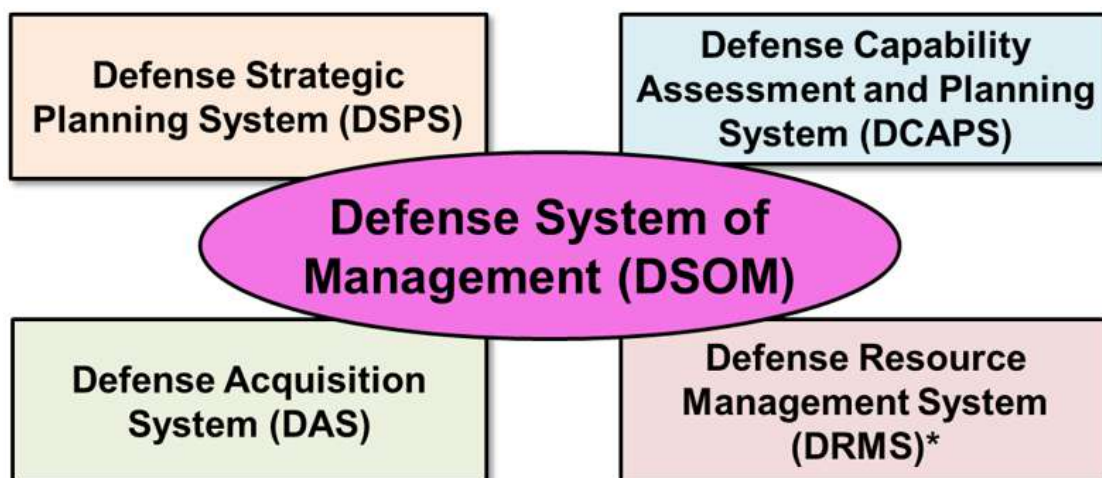 Defense Strategic
Planning System (DSPS)
Defense Capability
Assessment and Planning
System (DCAPS)
Defense System of
Management (DSOM)
Defense Acquisition
System (DAS)
Defense Resource
Management System
(DRMS)*